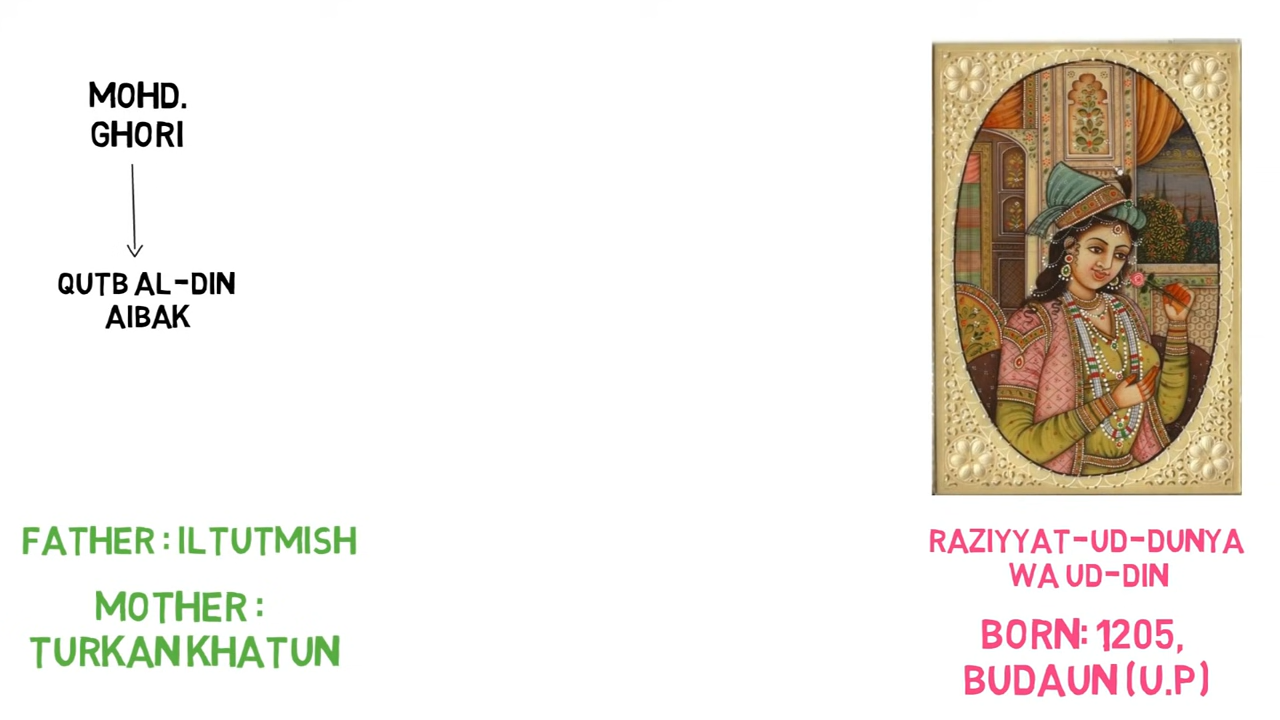 MOHD.
GHORI
QUTB AL-DIN
AIBAK
FATHER : ILTUTMISH
MOTHER :
TURKAN KHATUN
RAZIYYAT-UD-DUNYA
WA UD-DIN
BORN: 1205,
BUDAUN (U.P)